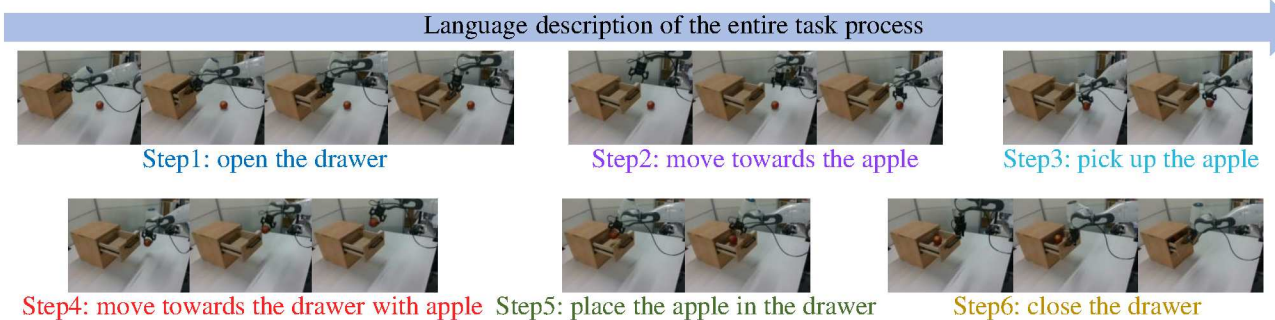 Language description of the entire task process
Step1: open the drawer
Step2: move towards the apple
Step3: pick up the apple
Step4: move towards the drawer with apple
Step5: place the apple in the drawer
Step6: close the drawer